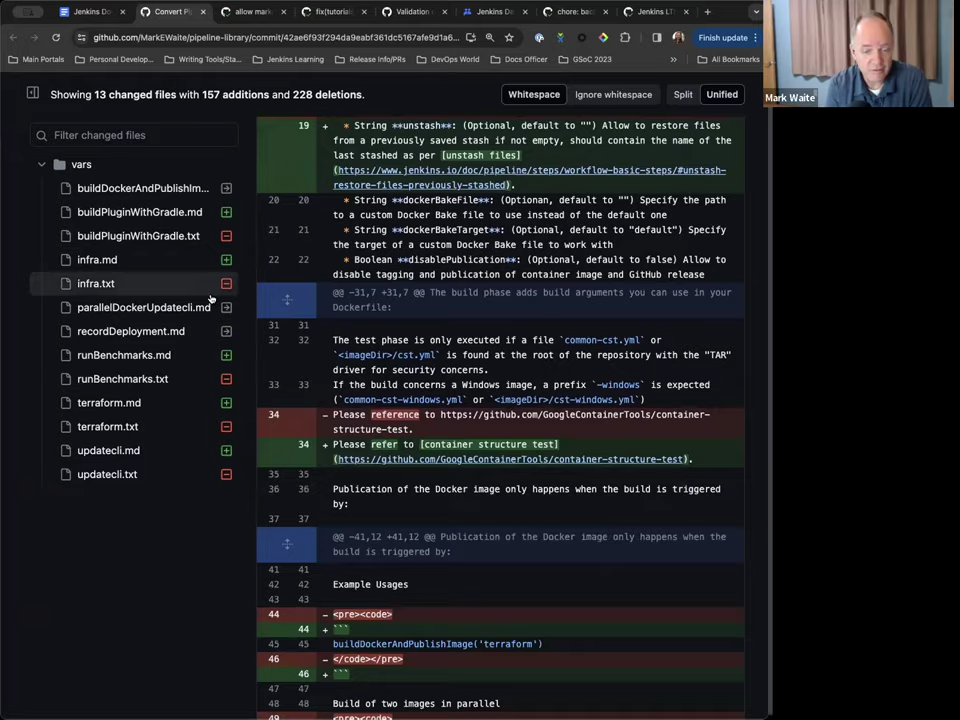 Jenkins Do
Convert P
allow mark
fix(tutoria
Validation
Jenkins De
chore: bac
Jenkins LT
github.com/MarkEWaite/pipeline-library/commit/42ae6f93f294d9eabf361dc5167afe9d16a...
Finish update
Main Portals
Personal Develop...
Writing Tools/Sta...
Jenkins Learning
Release Info/PRs
DevOps World
Docs Officer
GSoC 2023
»
All Bookmarks
Mark Waite
Showing 13 changed files with 157 additions and 228 deletions.
Whitespace
Ignore whitespace
Split
Unified
Filter changed files
vars
buildDockerAndPublishIm...
buildPluginWithGradle.md
buildPluginWithGradle.txt
infra.md
infra.txt
parallelDockerUpdatecli.md
recordDeployment.md
runBenchmarks.md
runBenchmarks.txt
terraform.md
terraform.txt
updatecli.md
updatecli.txt
19 + * String **unstash**: (Optional, default to "") Allow to restore files
from a previously saved stash if not empty, should contain the name of the
last stashed as per [unstash files]
(https://www.jenkins.io/doc/pipeline/steps/workflow-basic-steps/#unstash-
restore-files-previously-stashed).
20 20 * String **dockerBakeFile**: (Optionan, default to "") Specify the path
to a custom Docker Bake file to use instead of the default one
21 21 * String **dockerBakeTarget**: (Optional, default to "default") Specify
the target of a custom Docker Bake file to work with
22 22 * Boolean **disablePublication**: (Optional, default to false) Allow to
disable tagging and publication of container image and GitHub release
@@ -31,7 +31,7 @@ The build phase adds build arguments you can use in your
Dockerfile:
31 31
32 32 The test phase is only executed if a file `common-cst.yml` or
`<imageDir>/cst.yml` is found at the root of the repository with the "TAR"
driver for security concerns.
33 33 If the build concerns a Windows image, a prefix `-windows` is expected
(`common-cst-windows.yml` or `<imageDir>/cst-windows.yml`)
34 - Please reference to https://github.com/GoogleContainerTools/container-
structure-test.
34 + Please refer to [container structure test]
(https://github.com/GoogleContainerTools/container-structure-test).
35 35
36 36 Publication of the Docker image only happens when the build is triggered
by:
37 37
@@ -41,12 +41,12 @@ Publication of the Docker image only happens when the
build is triggered by:
41 41
42 42 Example Usages
43 43
44 - <pre><code>
44 + ```
45 45 buildDockerAndPublishImage('terraform')
46 - </code></pre>
46 + ```
47 47
48 48 Build of two images in parallel
49 - <pre><code>